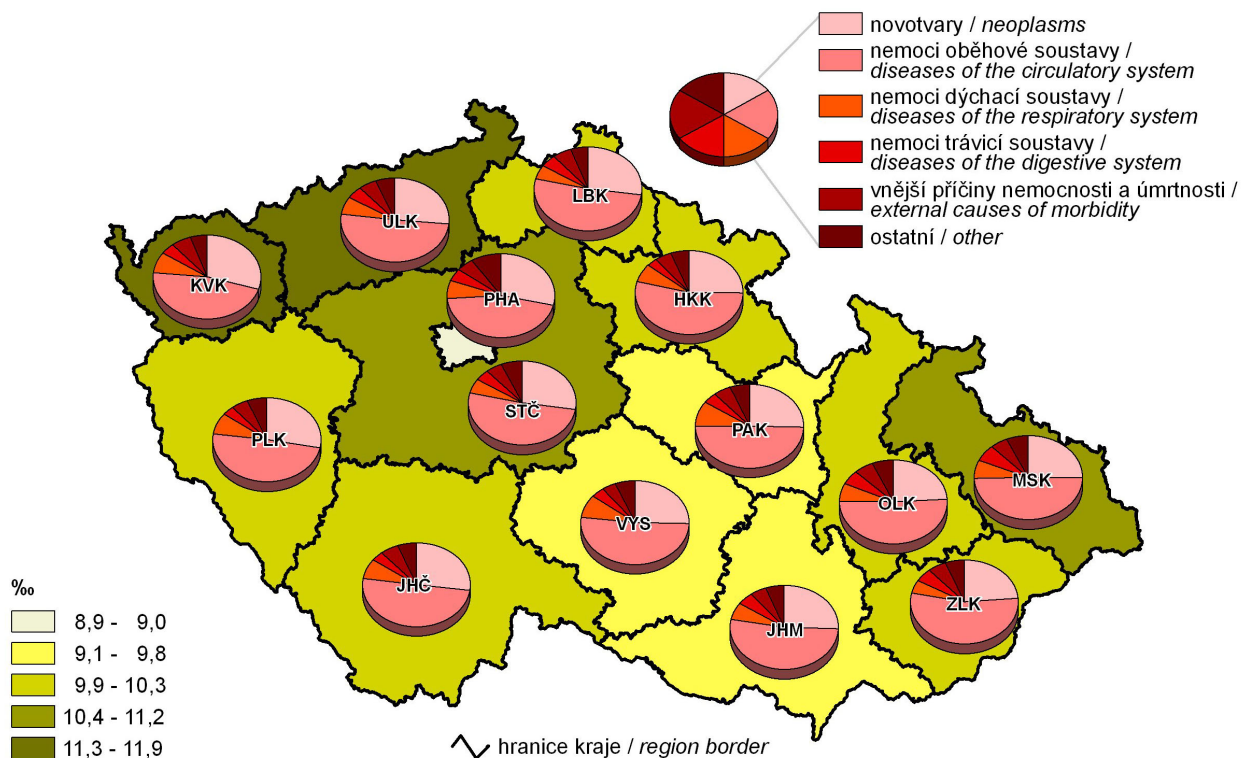 novotvary / neoplasms
nemoci oběhové soustavy /
diseases of the circulatory system
nemoci dýchací soustavy /
diseases of the respiratory system
nemoci trávicí soustavy /
diseases of the digestive system
vnější příčiny nemocnosti a úmrtnosti /
external causes of morbidity
ostatní / other
LBK
ULK
KVK
PHA
HKK
STČ
PLK
PAK
MSK
OLK
VYS
JHČ
ZLK
JHM
‰
8,9 - 9,0
9,1 - 9,8
9,9 - 10,3
10,4 - 11,2
11,3 - 11,9
hranice kraje / region border